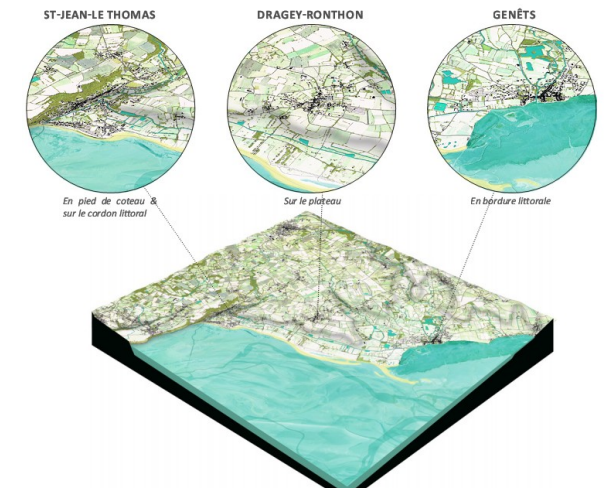 ST-JEAN-LE THOMAS
DRAGEY-RONTHON
GENÊTS
En pied de coteau &
sur le cordon littoral
Sur le plateau
En bordure littorale